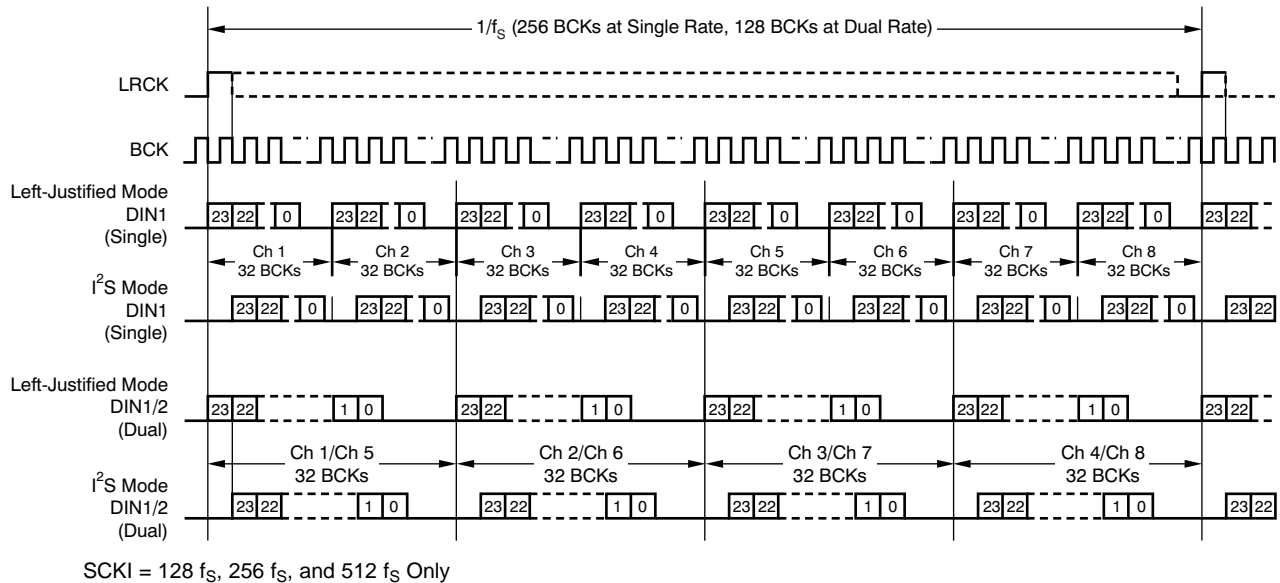 1/fS (256 BCKs at Single Rate, 128 BCKs at Dual Rate)
LRCK
BCK
Left-Justified Mode
DIN1
(Single)
23 22 0 23 22 0 23 22 0 23 22 0 23 22 0 23 22 0 23 22 0 23 22 0 23 22
Ch 1 Ch 2 Ch 3 Ch 4 Ch 5 Ch 6 Ch 7 Ch 8
32 BCKs 32 BCKs 32 BCKs 32 BCKs 32 BCKs 32 BCKs 32 BCKs 32 BCKs
I²S Mode
DIN1
(Single)
23 22 0 23 22 0 23 22 0 23 22 0 23 22 0 23 22 0 23 22 0 23 22 0 23 22
Left-Justified Mode
DIN1/2
(Dual)
23 22 1 0 23 22 1 0 23 22 1 0 23 22 1 0 23 22
Ch 1/Ch 5 Ch 2/Ch 6 Ch 3/Ch 7 Ch 4/Ch 8
32 BCKs 32 BCKs 32 BCKs 32 BCKs
I²S Mode
DIN1/2
(Dual)
23 22 1 0 23 22 1 0 23 22 1 0 23 22 1 0 23 22
SCKI = 128 fS, 256 fS, and 512 fS Only